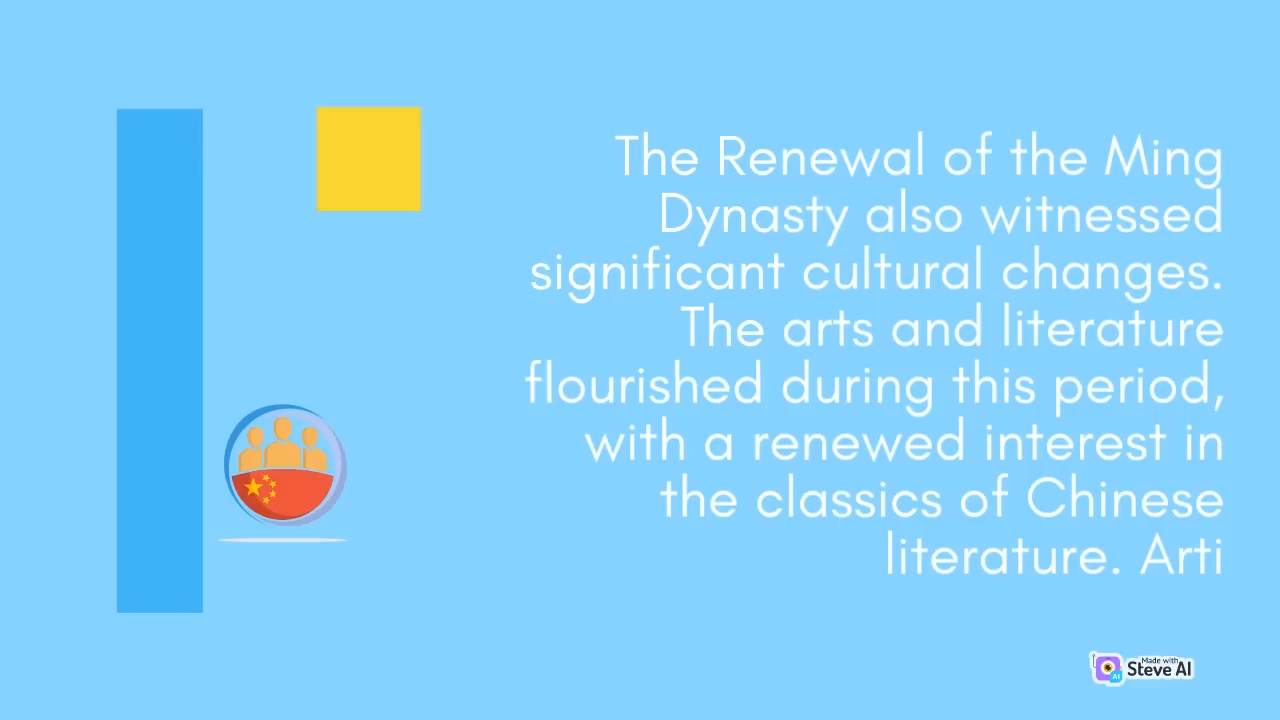 The Renewal of the Ming
Dynasty also witnessed
significant cultural changes.
The arts and literature
flourished during this period,
with a renewed interest in
the classics of Chinese
literature. Arti
Made with
Steve AI
AI